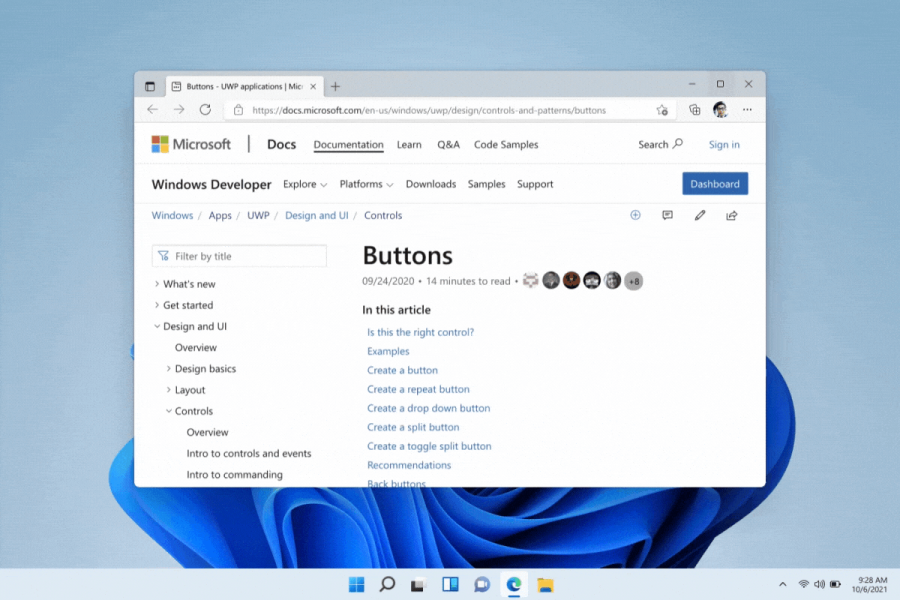 Buttons - UWP applications | Mic
https://docs.microsoft.com/en-us/windows/uwp/design/controls-and-patterns/buttons
Microsoft | Docs Documentation Learn Q&A Code Samples Search Sign in
Windows Developer Explore Platforms Downloads Samples Support Dashboard
Windows / Apps / UWP / Design and UI / Controls
Filter by title
What's new
Get started
Design and UI
Overview
Design basics
Layout
Controls
Overview
Intro to controls and events
Intro to commanding
Buttons
09/24/2020 • 14 minutes to read • +8
In this article
Is this the right control?
Examples
Create a button
Create a repeat button
Create a drop down button
Create a split button
Create a toggle split button
Recommendations
Back buttons
9:28 AM
10/6/2021